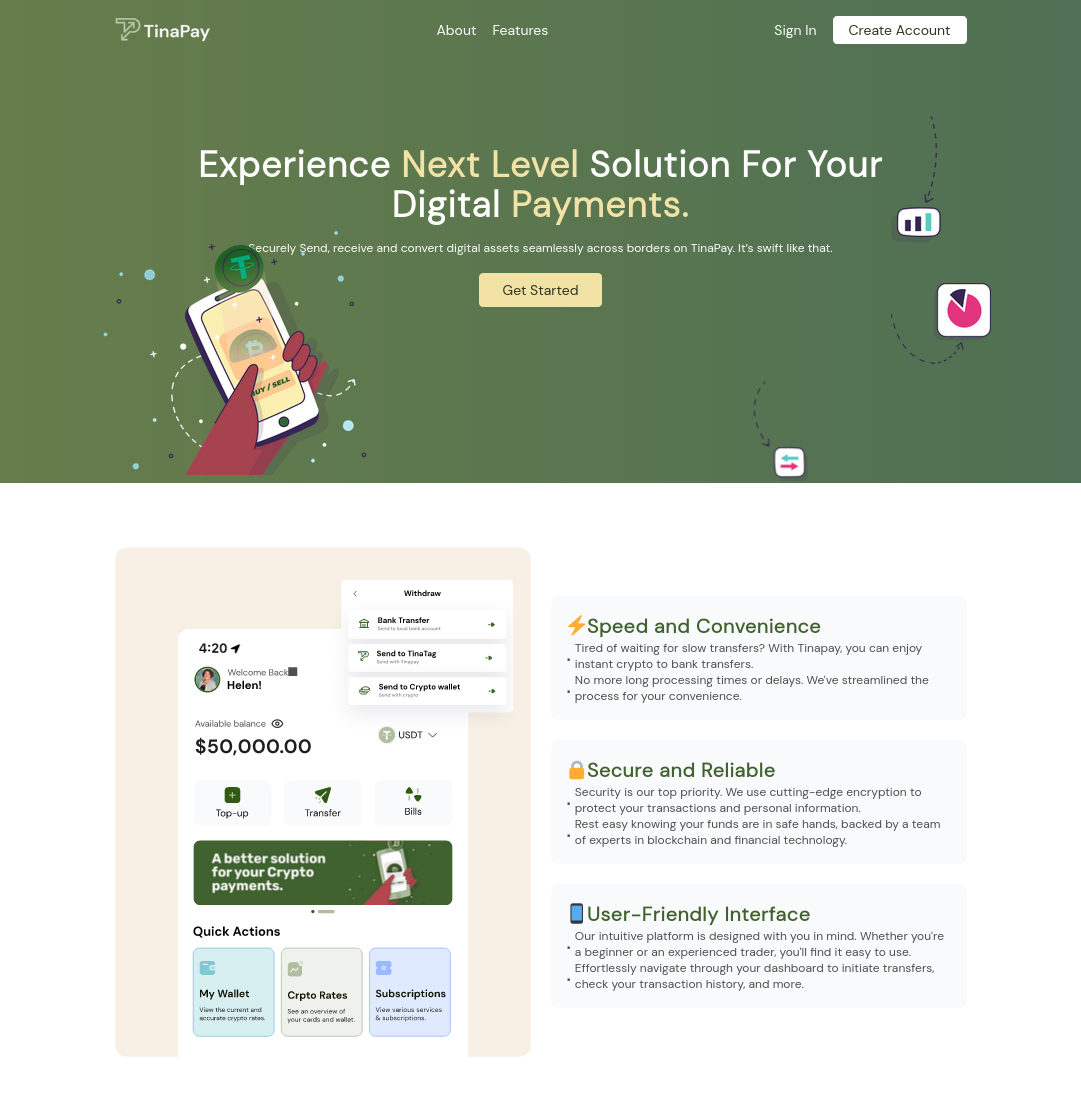 TinaPay
About Features
Sign In
Create Account
Experience Next Level Solution For Your
Digital Payments.
Securely Send, receive and convert digital assets seamlessly across borders on TinaPay. It's swift like that.
Get Started
BUY / SELL
Withdraw
Bank Transfer
Send to local bank account
Send to TinaTag
Send with Tinapay
Send to Crypto wallet
Send with crypto
4:20
Welcome Back
Helen!
Available balance
$50,000.00
USDT
Top-up
Transfer
Bills
A better solution
for your Crypto
payments.
Quick Actions
My Wallet
View the current and
accurate crypto rates.
Crpto Rates
See an overview of
your cards and wallet.
Subscriptions
View various services
& subscriptions.
⚡Speed and Convenience
• Tired of waiting for slow transfers? With Tinapay, you can enjoy
instant crypto to bank transfers.
• No more long processing times or delays. We've streamlined the
process for your convenience.
🔒Secure and Reliable
• Security is our top priority. We use cutting-edge encryption to
protect your transactions and personal information.
• Rest easy knowing your funds are in safe hands, backed by a team
of experts in blockchain and financial technology.
📱User-Friendly Interface
• Our intuitive platform is designed with you in mind. Whether you're
a beginner or an experienced trader, you'll find it easy to use.
• Effortlessly navigate through your dashboard to initiate transfers,
check your transaction history, and more.